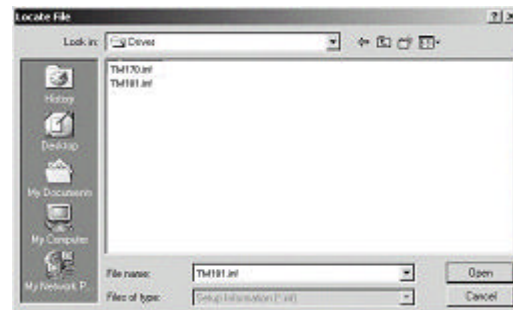 Locate File
Look in: Driver
TM170.inf
TM181.inf
History
Desktop
My Documents
My Computer
My Network P...
File name: TM181.inf Open
Files of type: Setup Information (*.inf) Cancel